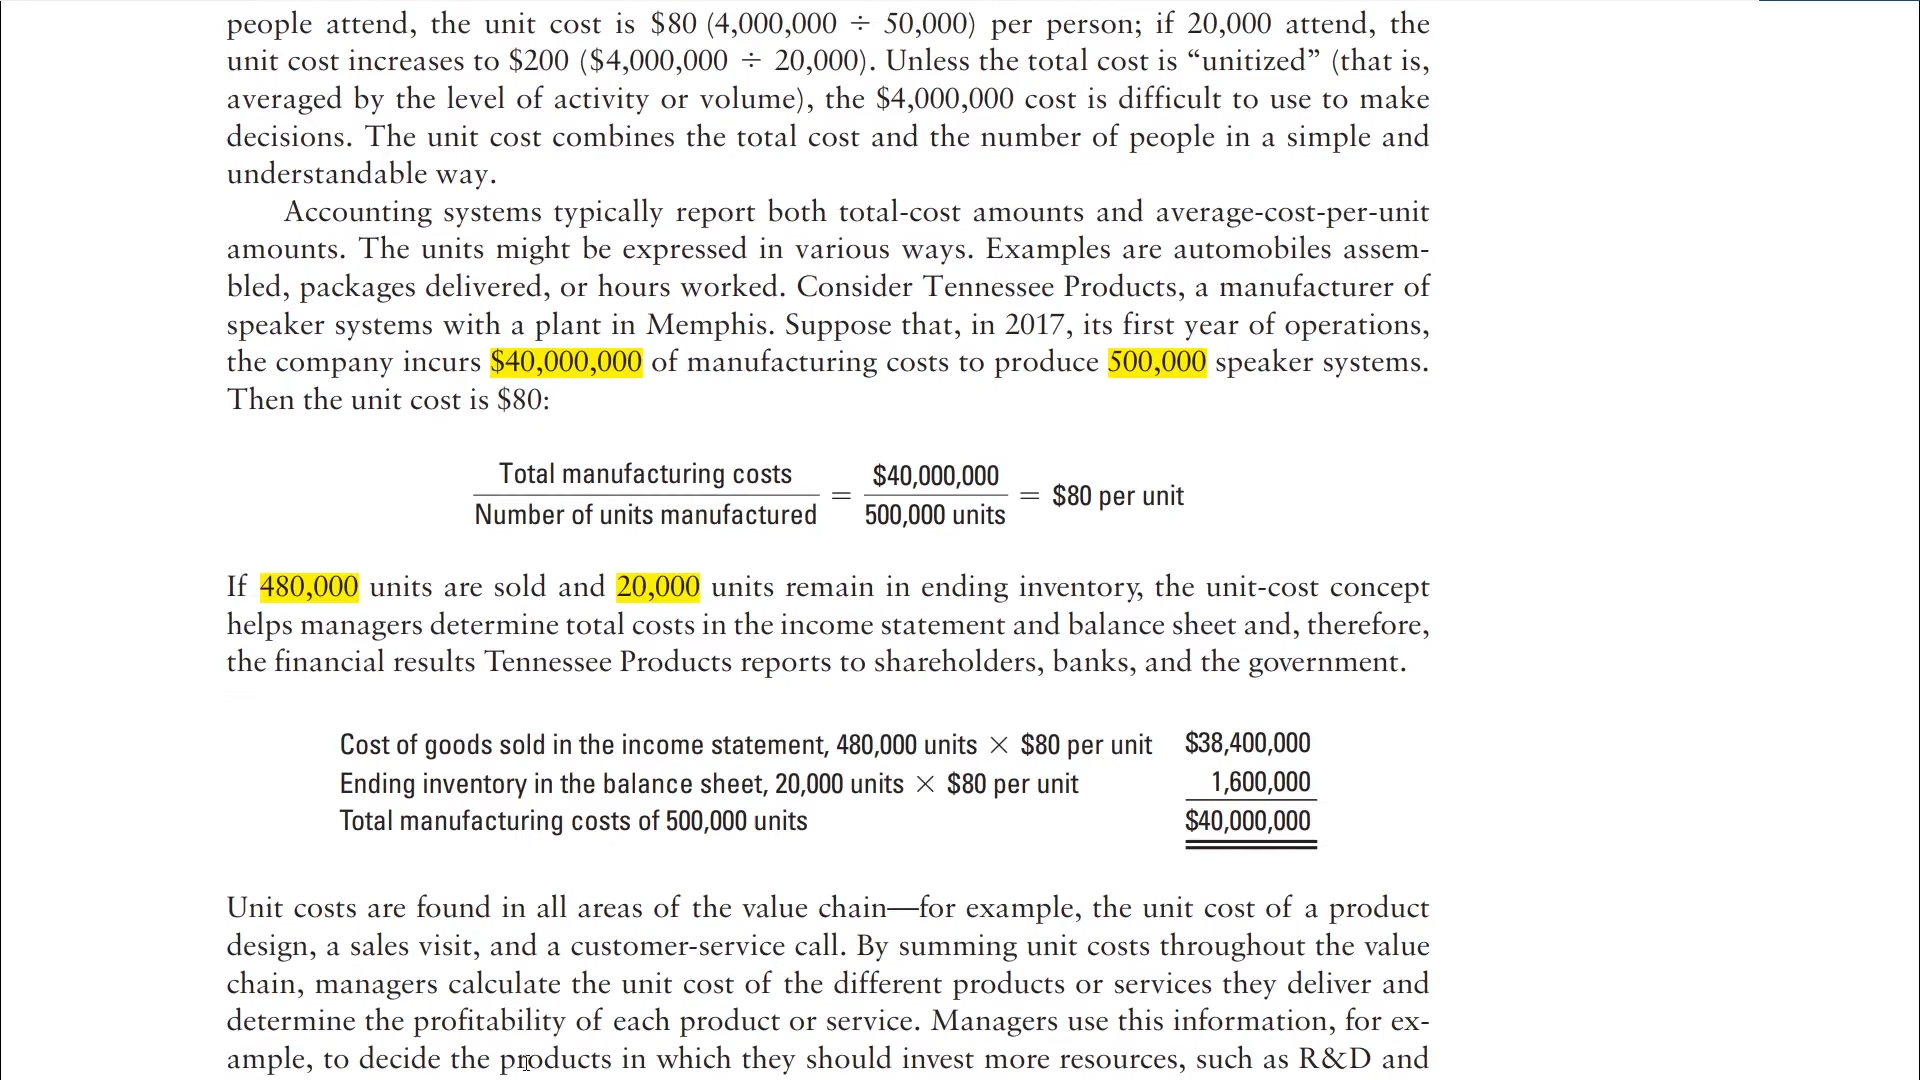 people attend, the unit cost is $80 (4,000,000 ÷ 50,000) per person; if 20,000 attend, the
unit cost increases to $200 ($4,000,000 ÷ 20,000). Unless the total cost is “unitized” (that is,
averaged by the level of activity or volume), the $4,000,000 cost is difficult to use to make
decisions. The unit cost combines the total cost and the number of people in a simple and
understandable way.
Accounting systems typically report both total-cost amounts and average-cost-per-unit
amounts. The units might be expressed in various ways. Examples are automobiles assem-
bled, packages delivered, or hours worked. Consider Tennessee Products, a manufacturer of
speaker systems with a plant in Memphis. Suppose that, in 2017, its first year of operations,
the company incurs $40,000,000 of manufacturing costs to produce 500,000 speaker systems.
Then the unit cost is $80:
Total manufacturing costs
Number of units manufactured
=
$40,000,000
500,000 units
= $80 per unit
If 480,000 units are sold and 20,000 units remain in ending inventory, the unit-cost concept
helps managers determine total costs in the income statement and balance sheet and, therefore,
the financial results Tennessee Products reports to shareholders, banks, and the government.
Cost of goods sold in the income statement, 480,000 units × $80 per unit $38,400,000
Ending inventory in the balance sheet, 20,000 units × $80 per unit 1,600,000
Total manufacturing costs of 500,000 units $40,000,000
Unit costs are found in all areas of the value chain—for example, the unit cost of a product
design, a sales visit, and a customer-service call. By summing unit costs throughout the value
chain, managers calculate the unit cost of the different products or services they deliver and
determine the profitability of each product or service. Managers use this information, for ex-
ample, to decide the products in which they should invest more resources, such as R&D and